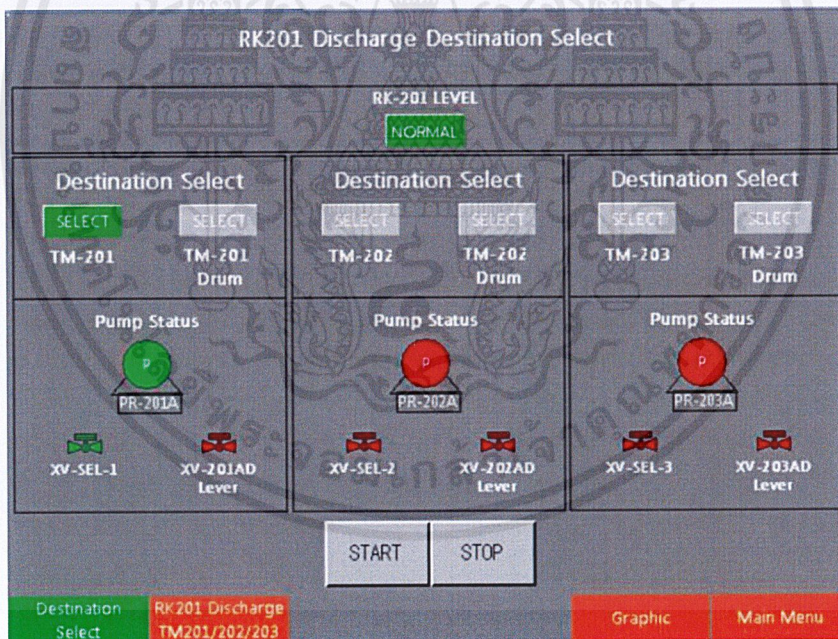 RK201 Discharge Destination Select
RK-201 LEVEL
NORMAL
Destination Select
SELECT
SELECT
TM-201
TM-201
Drum
Destination Select
SELECT
SELECT
TM-202
TM-202
Drum
Destination Select
SELECT
SELECT
TM-203
TM-203
Drum
Pump Status
P
PR-201A
XV-SEL-1
XV-201AD
Lever
Pump Status
P
PR-202A
XV-SEL-2
XV-202AD
Lever
Pump Status
P
PR-203A
XV-SEL-3
XV-203AD
Lever
START
STOP
Destination
Select
RK201 Discharge
TM201/202/203
Graphic
Main Menu